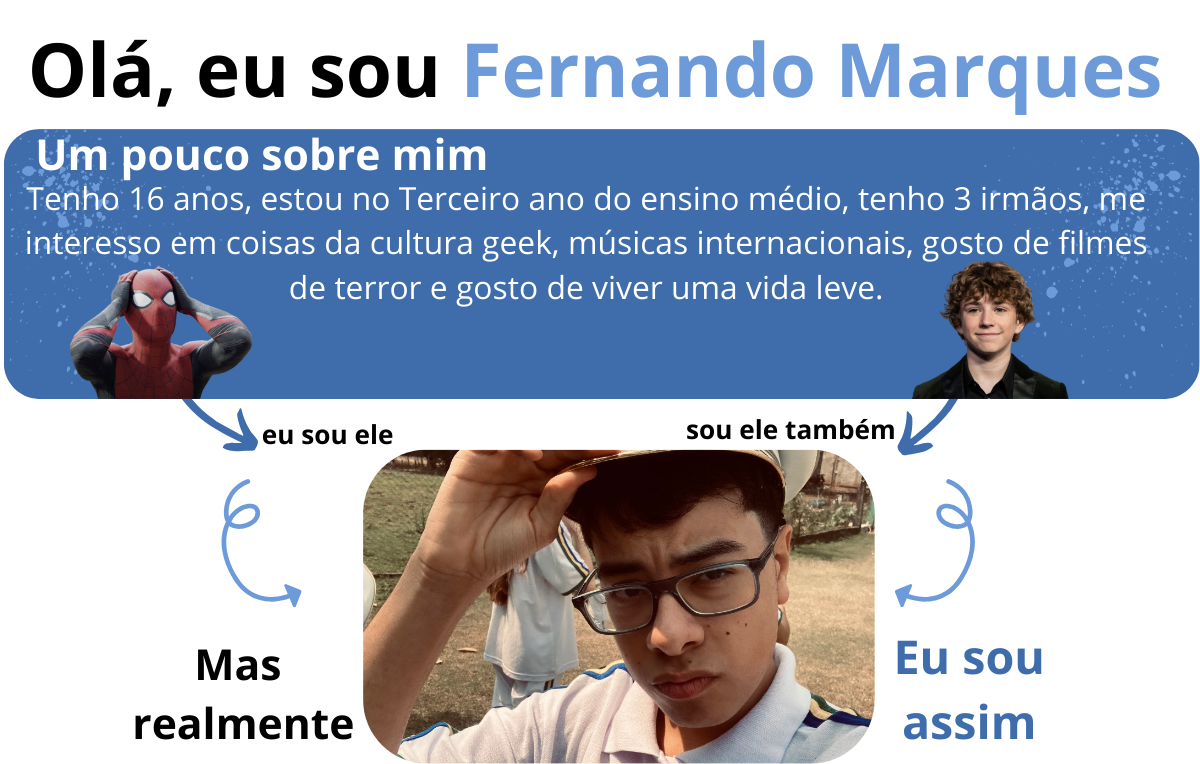 Olá, eu sou Fernando Marques
Um pouco sobre mim
Tenho 16 anos, estou no Terceiro ano do ensino médio, tenho 3 irmãos, me
interesso em coisas da cultura geek, músicas internacionais, gosto de filmes
de terror e gosto de viver uma vida leve.
eu sou ele
sou ele também
Mas
realmente
Eu sou
assim